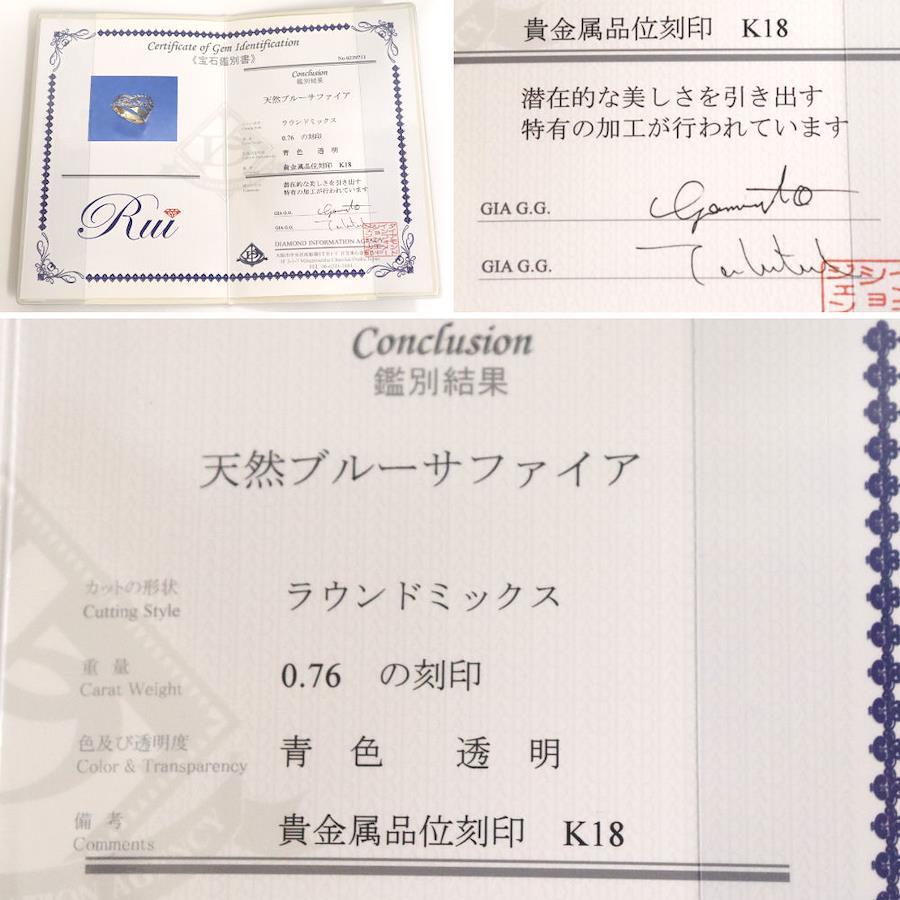 Certificate of Gem Identification
《宝石鑑別書》
Conclusion
鑑別結果
天然ブルーサファイア
ラウンドミックス
0.76 の刻印
青 色 透 明
貴金属品位刻印 K18
潜在的な美しさを引き出す
特有の加工が行われています
GIA G.G.
GIA G.G.
DIAMOND INFORMATION
Rui
貴金属品位刻印 K18
潜在的な美しさを引き出す
特有の加工が行われています
GIA G.G.
GIA G.G.
Conclusion
鑑別結果
天然ブルーサファイア
カットの形状
Cutting Style
ラウンドミックス
重 量
Carat Weight
0.76 の刻印
色及び透明度
Color & Transparency
青 色 透 明
備 考
Comments
貴金属品位刻印 K18